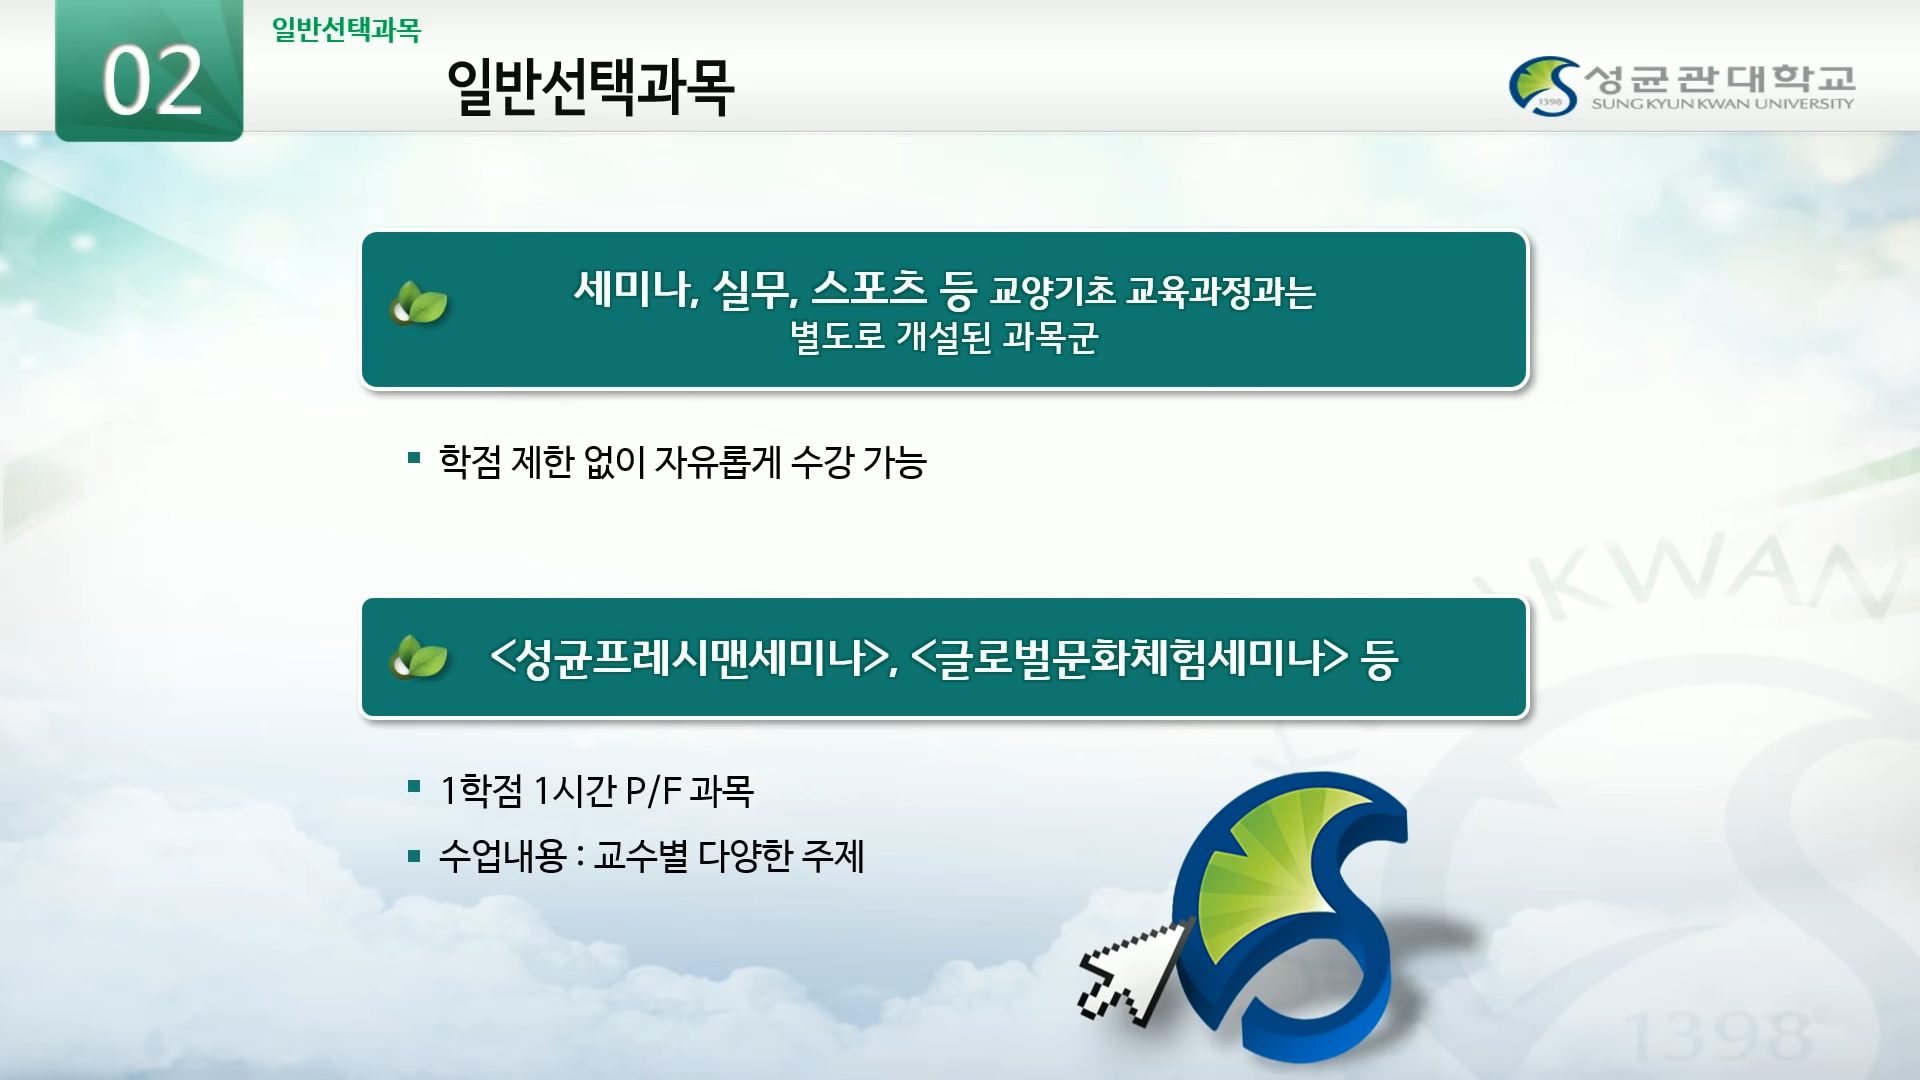 02
일반선택과목
일반선택과목
성균관대학교
SUNG KYUN KWAN UNIVERSITY
1398
세미나, 실무, 스포츠 등 교양기초 교육과정과는
별도로 개설된 과목군
학점 제한 없이 자유롭게 수강 가능
KWAN
<성균프레시맨세미나>, <글로벌문화체험세미나> 등
1학점 1시간 P/F 과목
수업내용 : 교수별 다양한 주제
1398